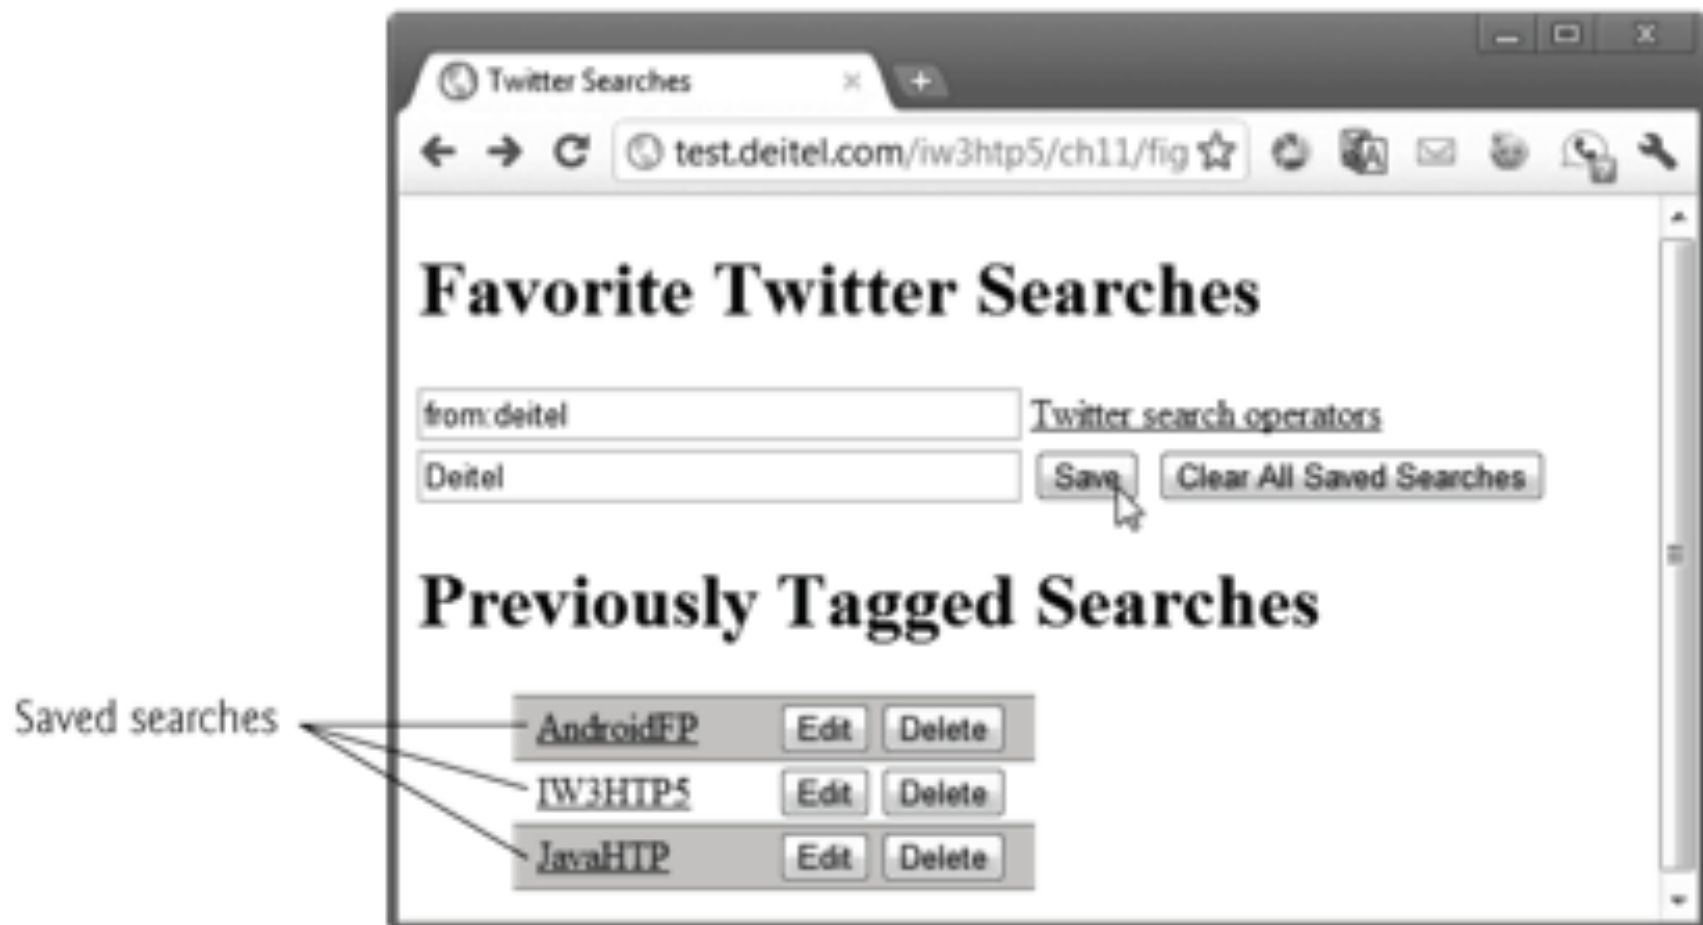 Twitter Searches
test.deitel.com/iw3htp5/ch11/fig
Favorite Twitter Searches
from:deitel Twitter search operators
Deitel Save Clear All Saved Searches
Previously Tagged Searches
Saved searches
AndroidFP Edit Delete
IW3HTP5 Edit Delete
JavaHTP Edit Delete